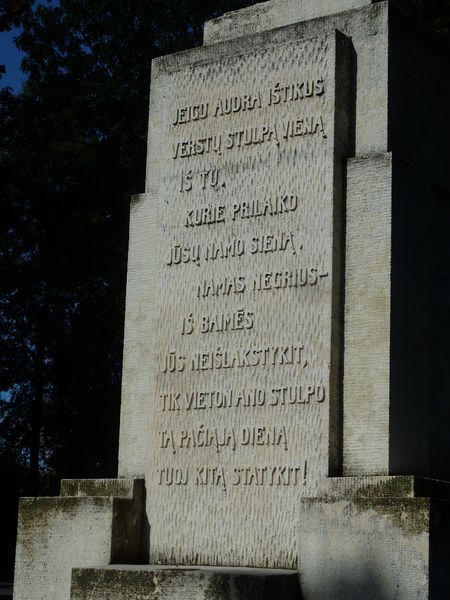 JEIGU AUDRA IŠTIKUS
VERSTŲ STULPĄ VIENĄ
IŠ TŲ,
KURIE PRILAIKO
JŪSŲ NAMO SIENĄ,
NAMAS NEGRIUS–
IŠ BAIMĖS
JŪS NEIŠLAKSTYKIT,
TIK VIETON ANO STULPO
TĄ PAČIĄJĄ DIENĄ
TUOJ KITĄ STATYKIT!